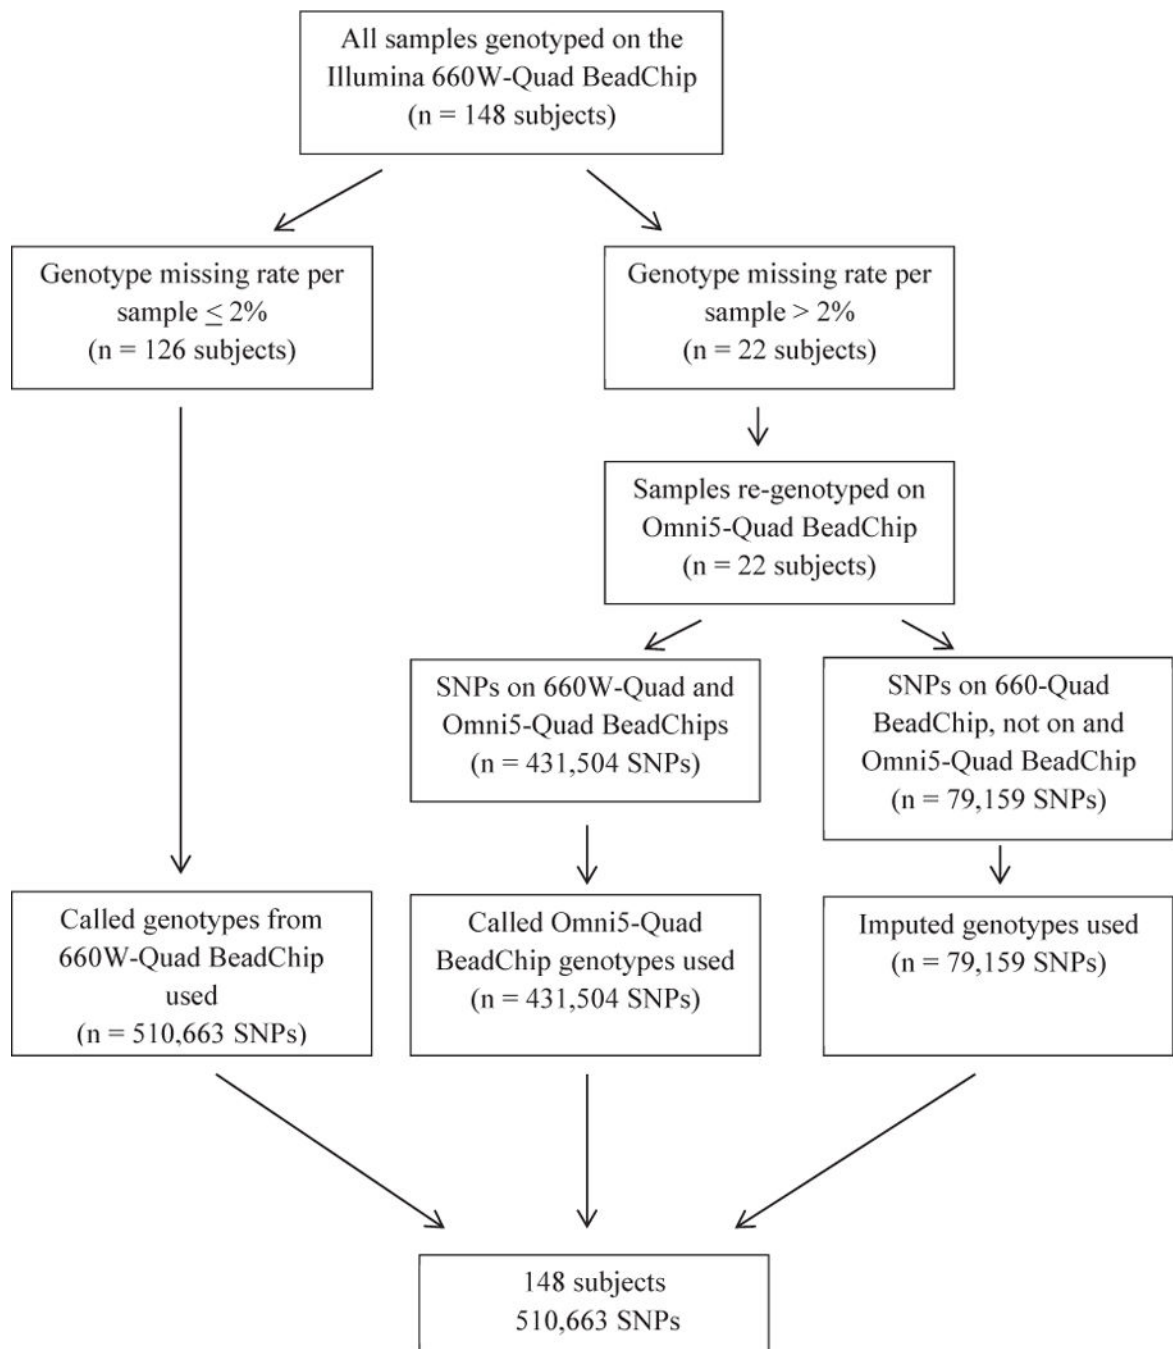 All samples genotyped on the
Illumina 660W-Quad BeadChip
(n = 148 subjects)
Genotype missing rate per
sample ≤ 2%
(n = 126 subjects)
Genotype missing rate per
sample > 2%
(n = 22 subjects)
Samples re-genotyped on
Omni5-Quad BeadChip
(n = 22 subjects)
SNPs on 660W-Quad and
Omni5-Quad BeadChips
(n = 431,504 SNPs)
SNPs on 660-Quad
BeadChip, not on and
Omni5-Quad BeadChip
(n = 79,159 SNPs)
Called genotypes from
660W-Quad BeadChip
used
(n = 510,663 SNPs)
Called Omni5-Quad
BeadChip genotypes used
(n = 431,504 SNPs)
Imputed genotypes used
(n = 79,159 SNPs)
148 subjects
510,663 SNPs